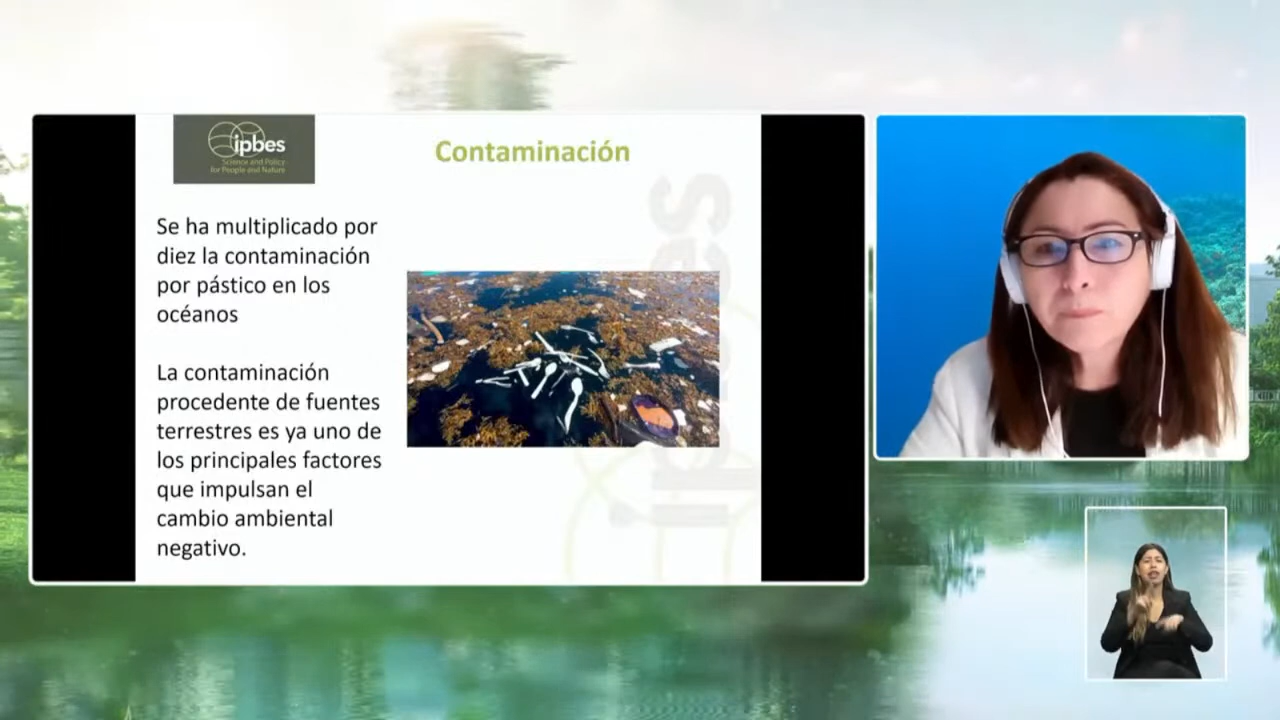 ipbes
Science and Policy
for People and Nature
Contaminación
Se ha multiplicado por
diez la contaminación
por pástico en los
océanos
La contaminación
procedente de fuentes
terrestres es ya uno de
los principales factores
que impulsan el
cambio ambiental
negativo.
ipbes